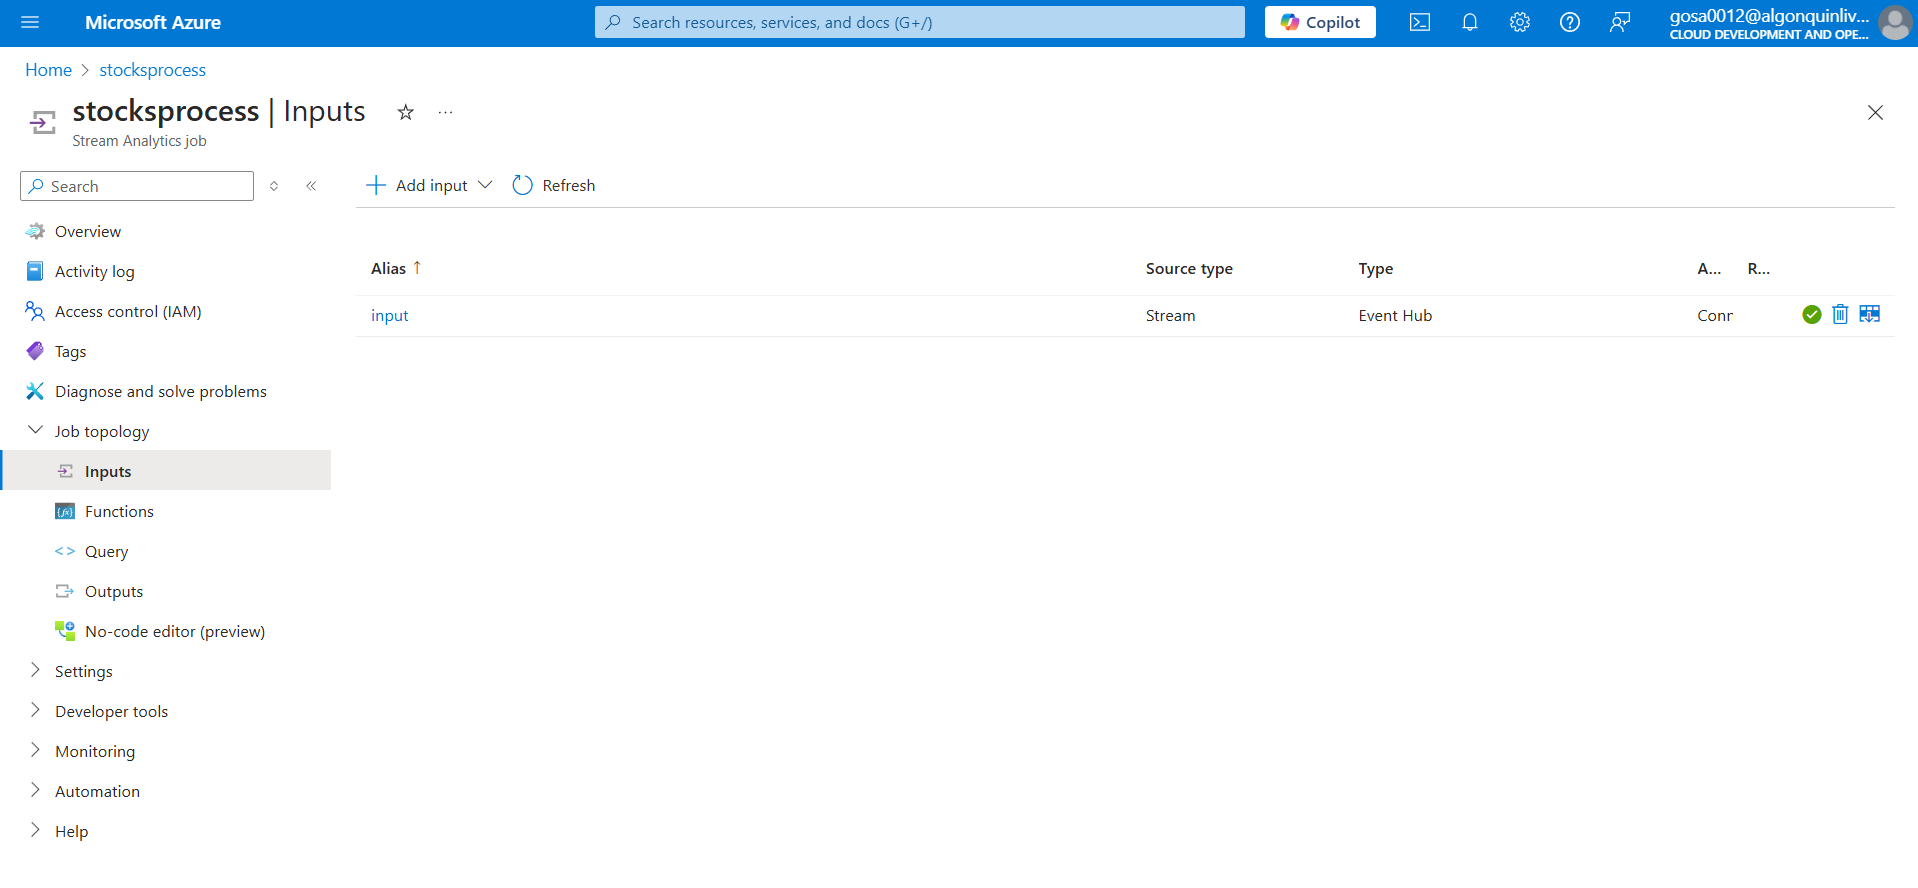 Microsoft Azure
Search resources, services, and docs (G+/)
Copilot
gosa0012@algonquinliv...
CLOUD DEVELOPMENT AND OPE...
Home > stocksprocess
stocksprocess | Inputs
Stream Analytics job
Search
Add input
Refresh
Overview
Activity log
Access control (IAM)
Tags
Diagnose and solve problems
Job topology
Inputs
Functions
Query
Outputs
No-code editor (preview)
Settings
Developer tools
Monitoring
Automation
Help
Alias ↑ Source type Type A... R...
input Stream Event Hub Conr